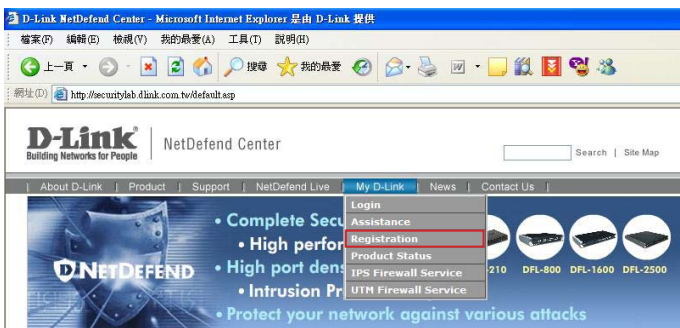 D-Link NetDefend Center - Microsoft Internet Explorer 是由 D-Link 提供
檔案(F) 編輯(E) 檢視(V) 我的最愛(A) 工具(T) 說明(H)
上一頁 搜尋 我的最愛
網址(D) http://securitylab.dlink.com.tw/default.asp
D-Link®
Building Networks for People
NetDefend Center
Search | Site Map
| About D-Link | Product | Support | NetDefend Live | My D-Link | News | Contact Us |
Login
Assistance
Registration
Product Status
IPS Firewall Service
UTM Firewall Service
NETDEFEND
• Complete Secu
• High perfor
• High port dens
• Intrusion Pr
• Protect your network against various attacks
-210 DFL-800 DFL-1600 DFL-2500